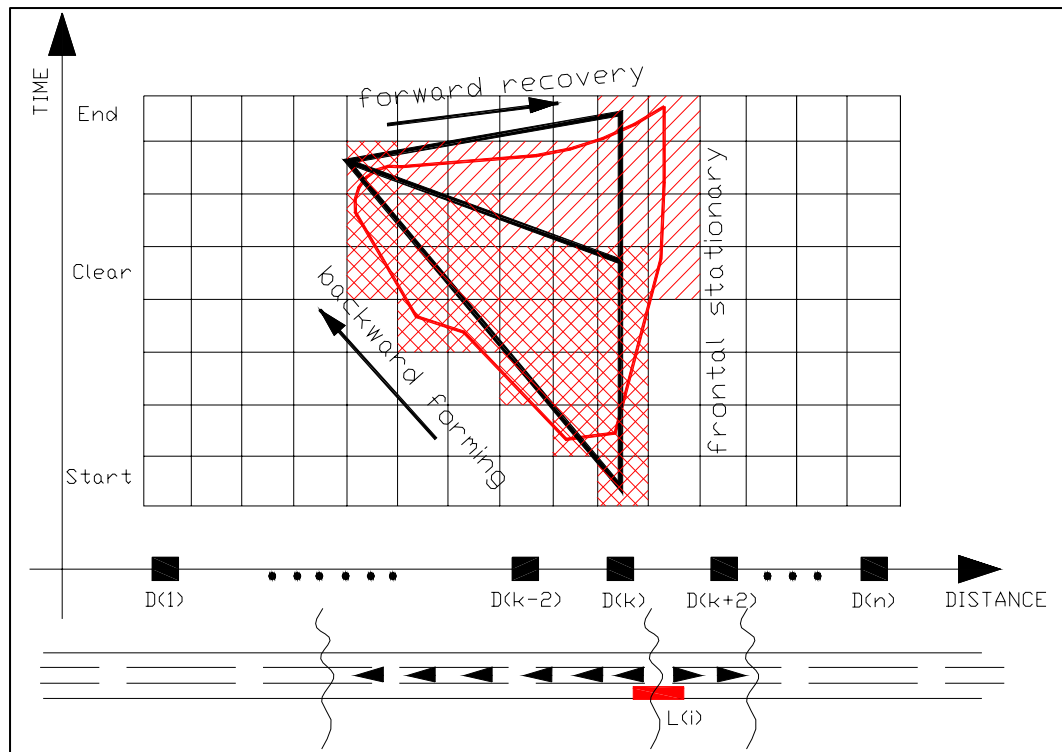 TIME
forward recovery
End
Clear
Start
backward forming
frontal stationary
D(1)
D(k-2)
D(k)
D(k+2)
D(n)
DISTANCE
L(i)